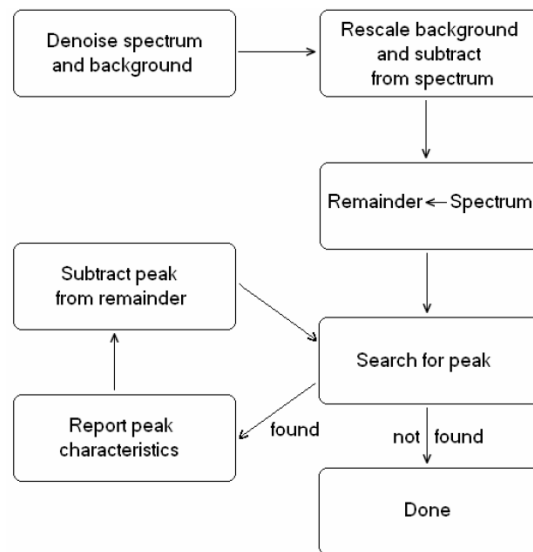 Denoise spectrum
and background
Rescale background
and subtract
from spectrum
Remainder ← Spectrum
Subtract peak
from remainder
Search for peak
found
Report peak
characteristics
not found
Done